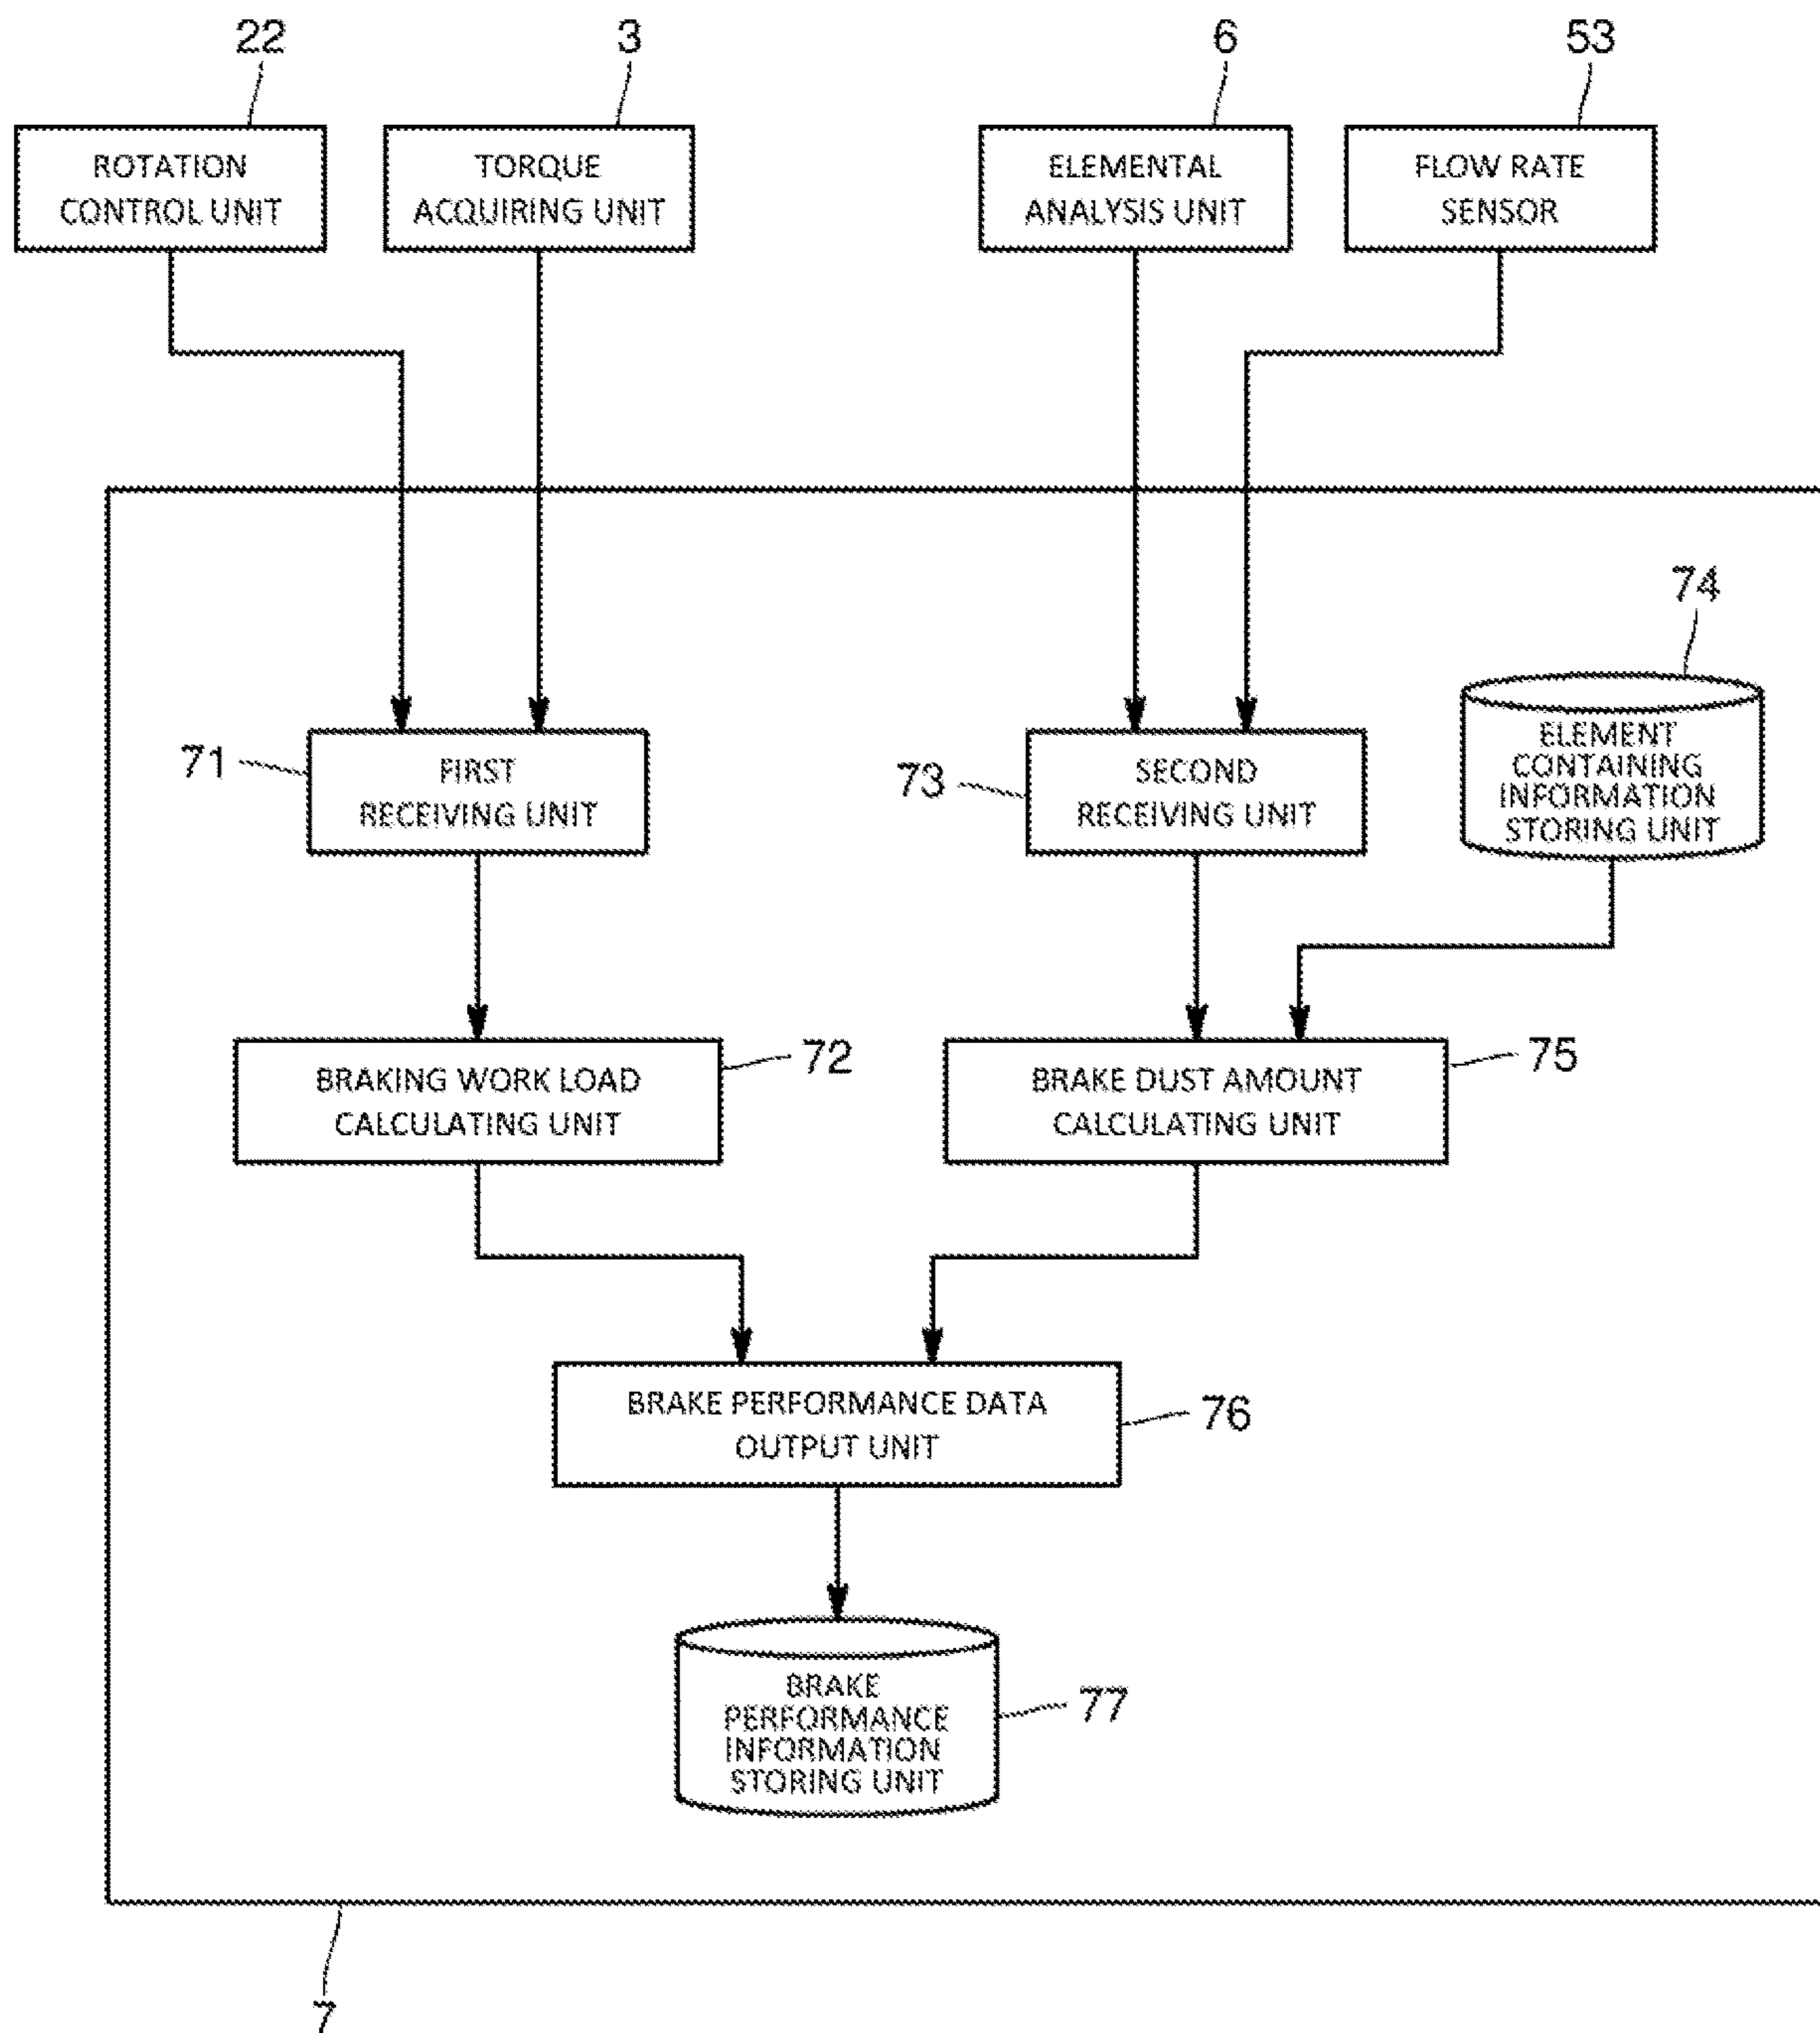 22
3
6
53
ROTATION
CONTROL UNIT
TORQUE
ACQUIRING UNIT
ELEMENTAL
ANALYSIS UNIT
FLOW RATE
SENSOR
74
ELEMENT
CONTAINING
INFORMATION
STORING UNIT
71
FIRST
RECEIVING UNIT
73
SECOND
RECEIVING UNIT
BRAKING WORK LOAD
CALCULATING UNIT
72
BRAKE DUST AMOUNT
CALCULATING UNIT
75
BRAKE PERFORMANCE DATA
OUTPUT UNIT
76
BRAKE
PERFORMANCE
INFORMATION
STORING UNIT
77
7